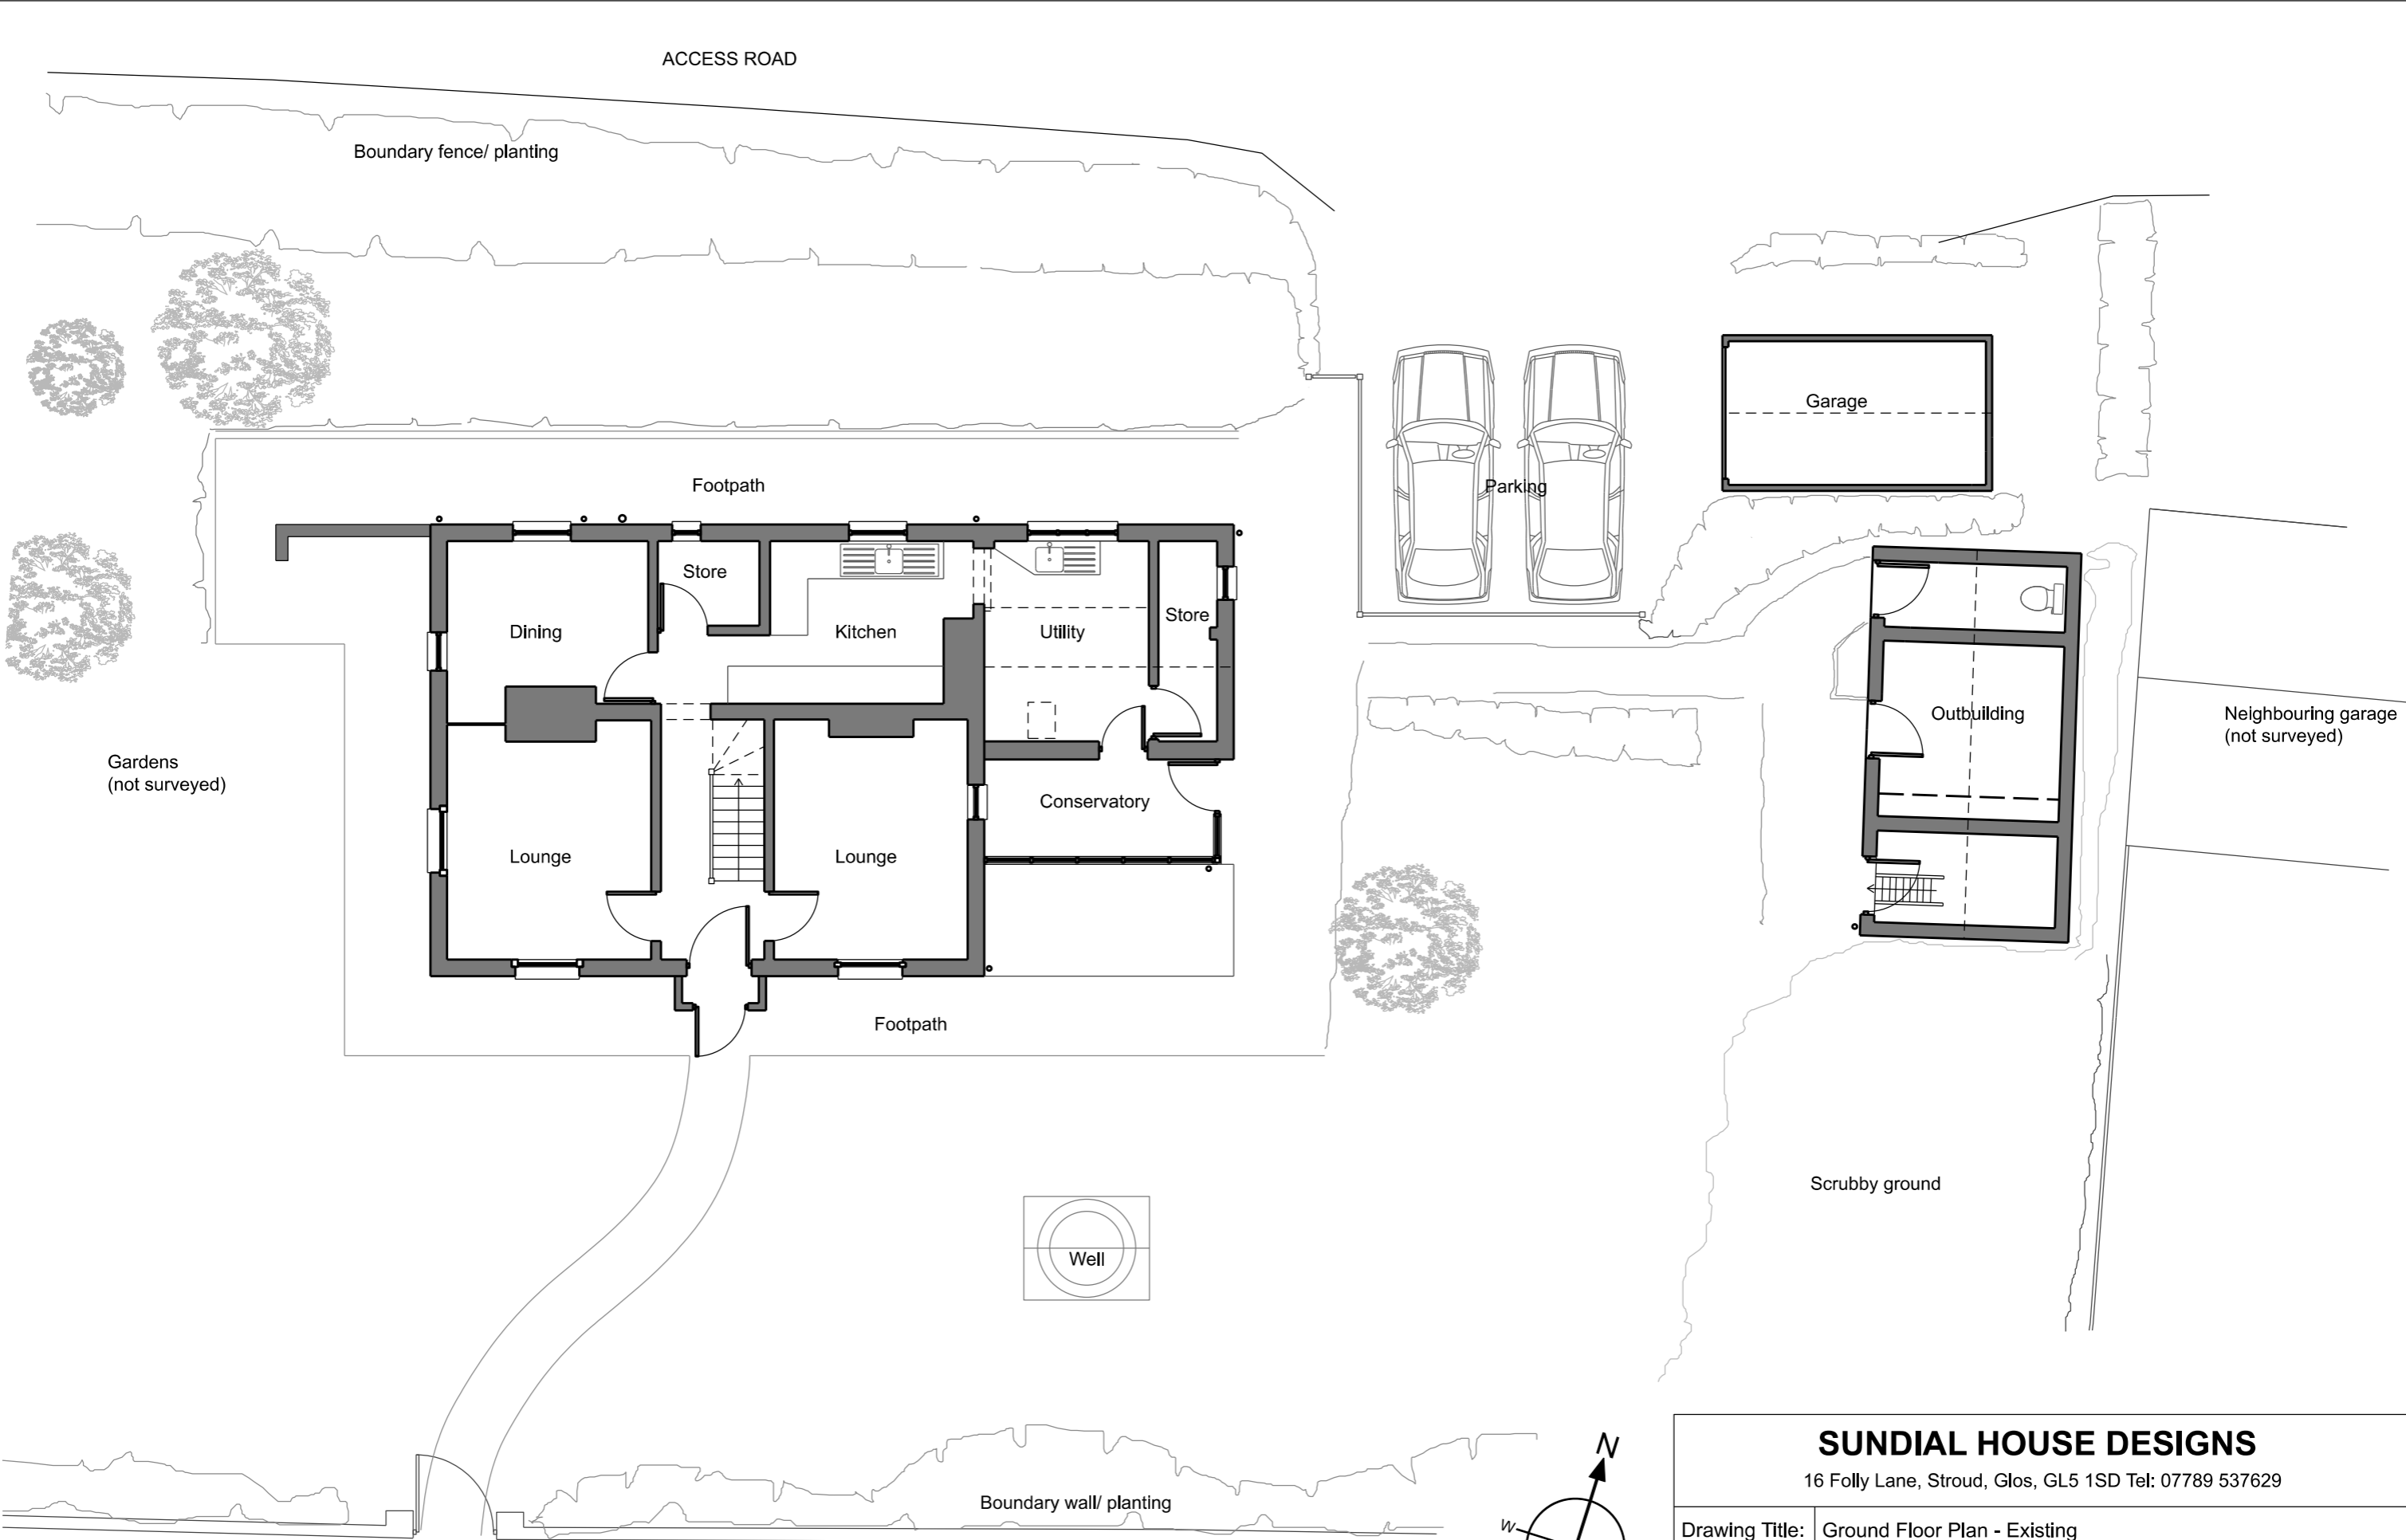 ACCESS ROAD
Boundary fence/ planting
Garage
Footpath
Parking
Store
Store
Dining
Kitchen
Utility
Outbuilding
Neighbouring garage
(not surveyed)
Gardens
(not surveyed)
Conservatory
Lounge
Lounge
Footpath
Scrubby ground
Well
Boundary wall/ planting
N
W
SUNDIAL HOUSE DESIGNS
16 Folly Lane, Stroud, Glos, GL5 1SD Tel: 07789 537629
Drawing Title: Ground Floor Plan - Existing